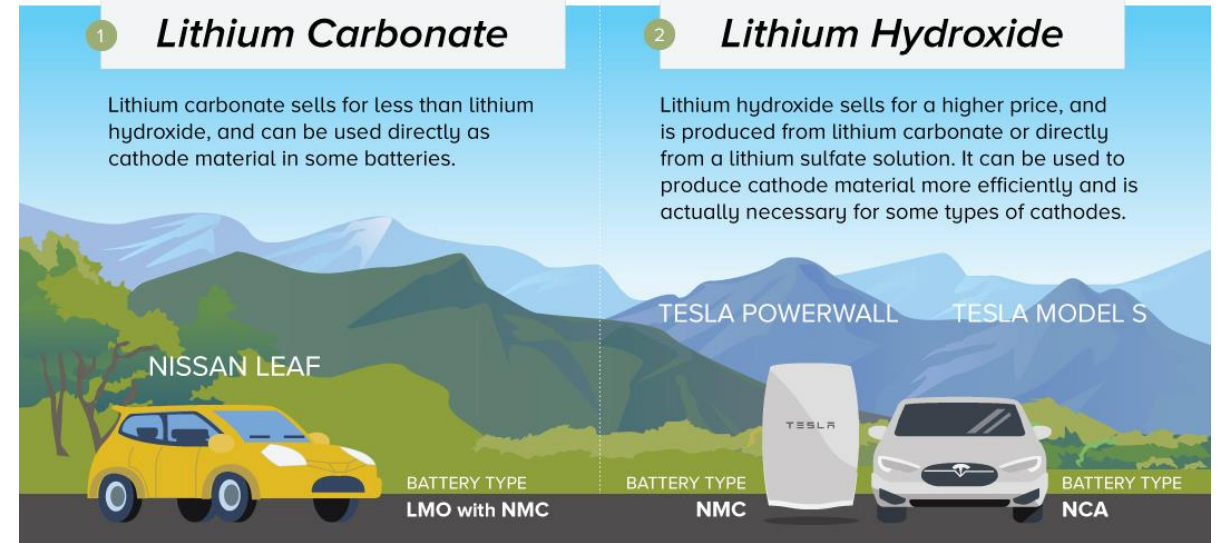 1
Lithium Carbonate
Lithium carbonate sells for less than lithium
hydroxide, and can be used directly as
cathode material in some batteries.
NISSAN LEAF
BATTERY TYPE
LMO with NMC
2
Lithium Hydroxide
Lithium hydroxide sells for a higher price, and
is produced from lithium carbonate or directly
from a lithium sulfate solution. It can be used to
produce cathode material more efficiently and is
actually necessary for some types of cathodes.
TESLA POWERWALL
TESLA
BATTERY TYPE
NMC
TESLA MODEL S
BATTERY TYPE
NCA